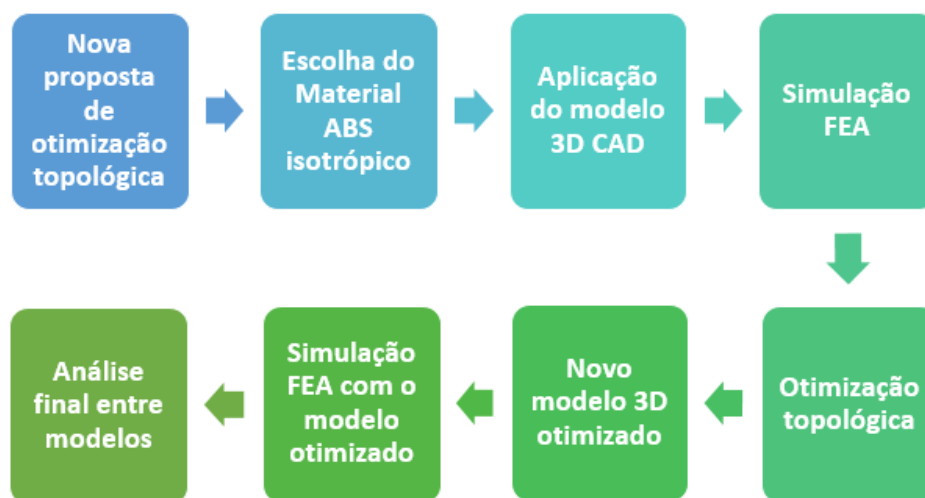 Nova
proposta
de
otimização
topológica
Escolha do
Material
ABS
isotrópico
Aplicação
do modelo
3D CAD
Simulação
FEA
Otimização
topológica
Novo
modelo 3D
otimizado
Simulação
FEA com o
modelo
otimizado
Análise
final entre
modelos